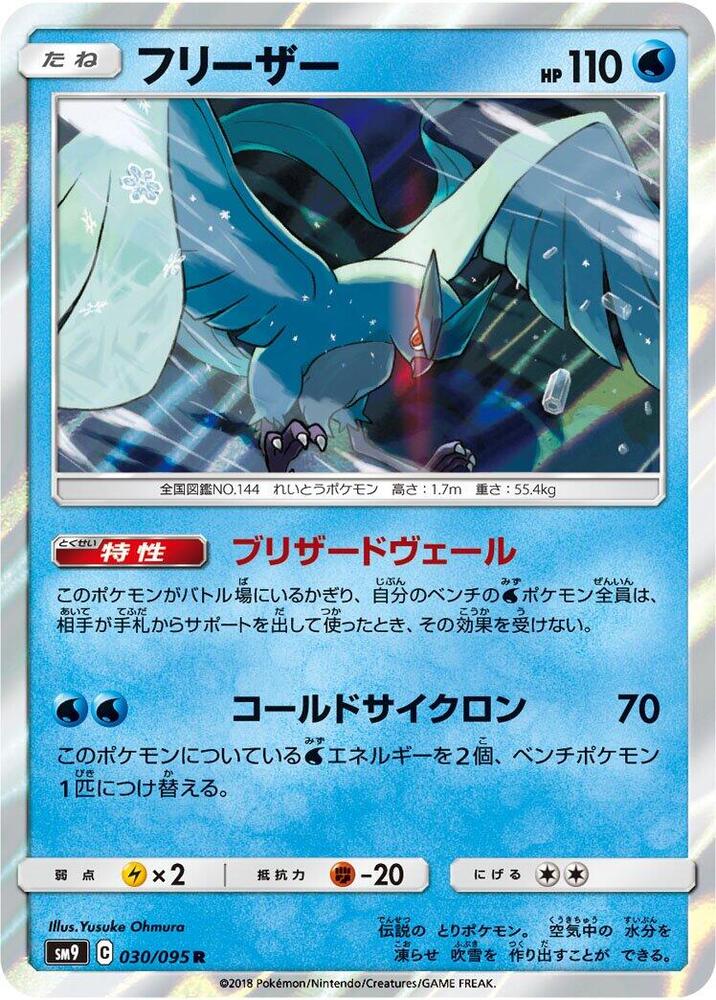 たね フリーザー HP 110
全国図鑑NO.144 れいとうポケモン 高さ:1.7m 重さ:55.4kg
とくせい 特性 ブリザードヴェール
このポケモンがバトル場にいるかぎり、自分のベンチのポケモン全員は、
相手が手札からサポートを出して使ったとき、その効果を受けない。
コールドサイクロン 70
このポケモンについているエネルギーを2個、ベンチポケモン
1匹につけ替える。
弱点 ×2 抵抗力 -20 にげる
Illus.Yusuke Ohmura
伝説の とりポケモン。 空気中の 水分を
凍らせ 吹雪を 作り出すことが できる。
SM9 C 030/095 R
©2018 Pokémon/Nintendo/Creatures/GAME FREAK.